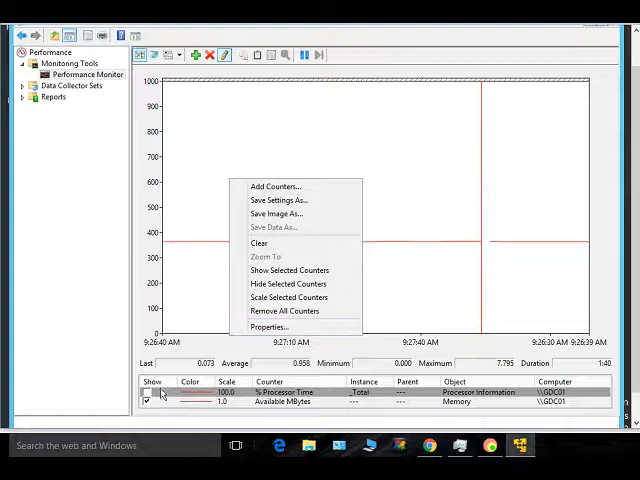 Performance
Monitoring Tools
Performance Monitor
Data Collector Sets
Reports
1000
900
800
700
600
500
400
300
200
100
0
Add Counters...
Save Settings As...
Save Image As...
Save Data As...
Clear
Zoom To
Show Selected Counters
Hide Selected Counters
Scale Selected Counters
Remove All Counters
Properties...
9:26:40 AM 9:27:10 AM 9:27:40 AM 9:26:30 AM 9:26:39 AM
Last 0.073 Average 0.958 Minimum 0.000 Maximum 7.795 Duration 1:40
Show Color Scale Counter Instance Parent Object Computer
100.0 % Processor Time _Total --- Processor Information \\GDC01
1.0 Available MBytes --- --- Memory \\GDC01
Search the web and Windows